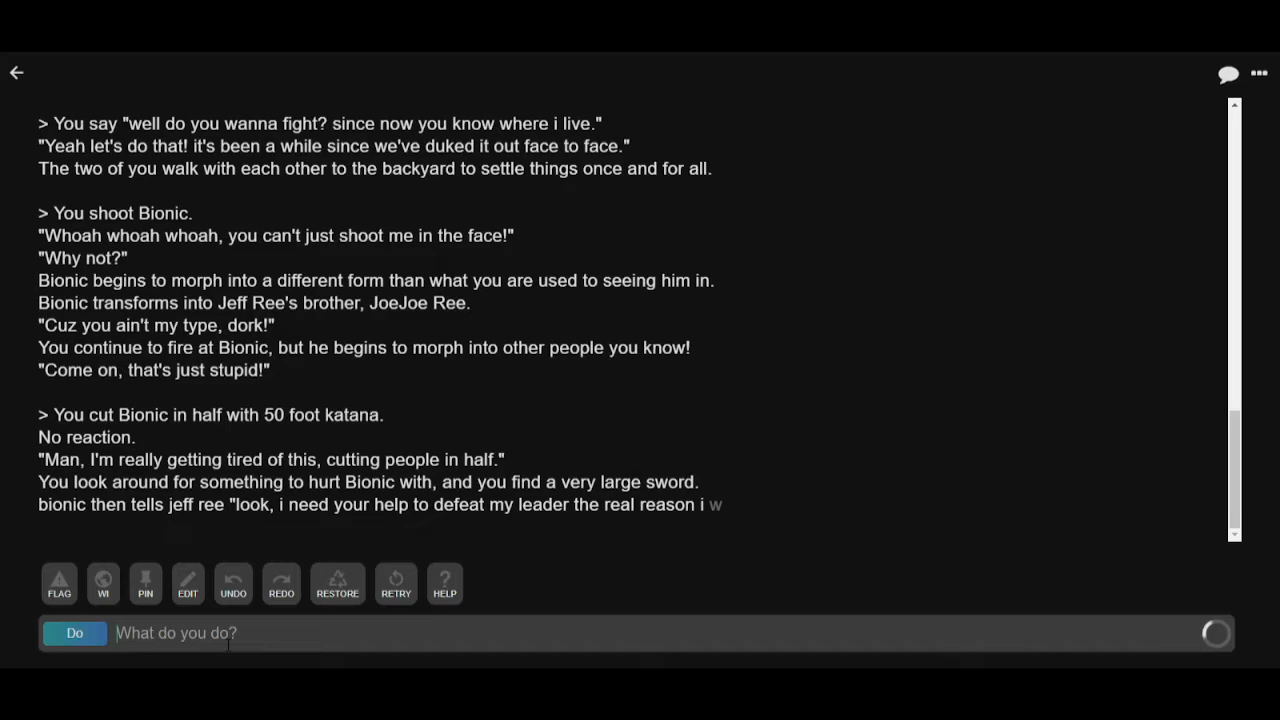 > You say "well do you wanna fight? since now you know where i live."
"Yeah let's do that! it's been a while since we've duked it out face to face."
The two of you walk with each other to the backyard to settle things once and for all.
> You shoot Bionic.
"Whoah whoah whoah, you can't just shoot me in the face!"
"Why not?"
Bionic begins to morph into a different form than what you are used to seeing him in.
Bionic transforms into Jeff Ree's brother, JoeJoe Ree.
"Cuz you ain't my type, dork!"
You continue to fire at Bionic, but he begins to morph into other people you know!
"Come on, that's just stupid!"
> You cut Bionic in half with 50 foot katana.
No reaction.
"Man, I'm really getting tired of this, cutting people in half."
You look around for something to hurt Bionic with, and you find a very large sword.
bionic then tells jeff ree "look, i need your help to defeat my leader the real reason i w
FLAG WI PIN EDIT UNDO REDO RESTORE RETRY HELP
Do What do you do?